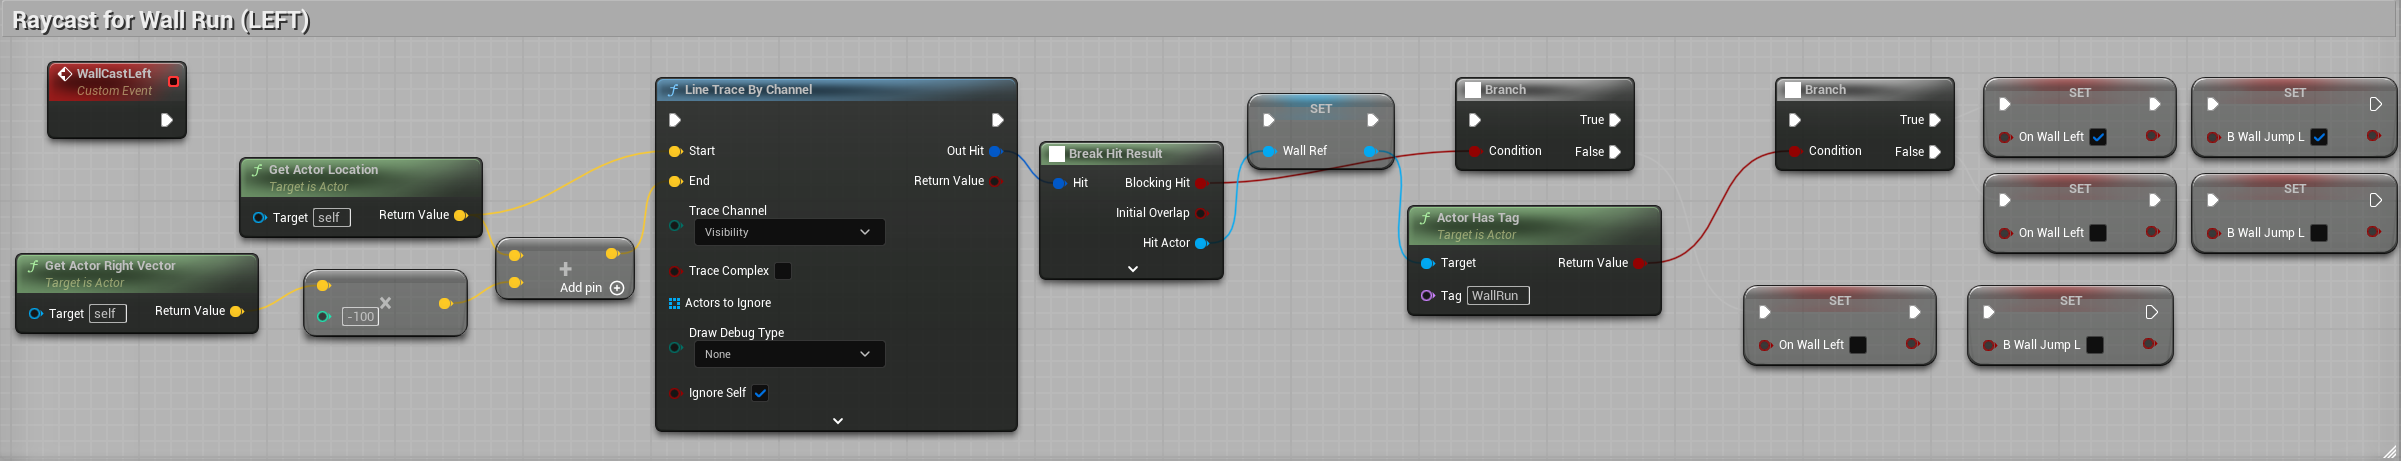 Raycast for Wall Run (LEFT)
WallCastLeft
Custom Event
Get Actor Location
Target is Actor
Target self
Return Value
Get Actor Right Vector
Target is Actor
Target self
Return Value
-100
Add pin
Line Trace By Channel
Start
Out Hit
End
Return Value
Trace Channel
Visibility
Trace Complex
Actors to Ignore
Draw Debug Type
None
Ignore Self
Break Hit Result
Hit
Blocking Hit
Initial Overlap
Hit Actor
SET
Wall Ref
Branch
True
Condition
False
Actor Has Tag
Target is Actor
Target
Return Value
Tag WallRun
Branch
True
Condition
False
SET
On Wall Left
SET
B Wall Jump L
SET
On Wall Left
SET
B Wall Jump L
SET
On Wall Left
SET
B Wall Jump L